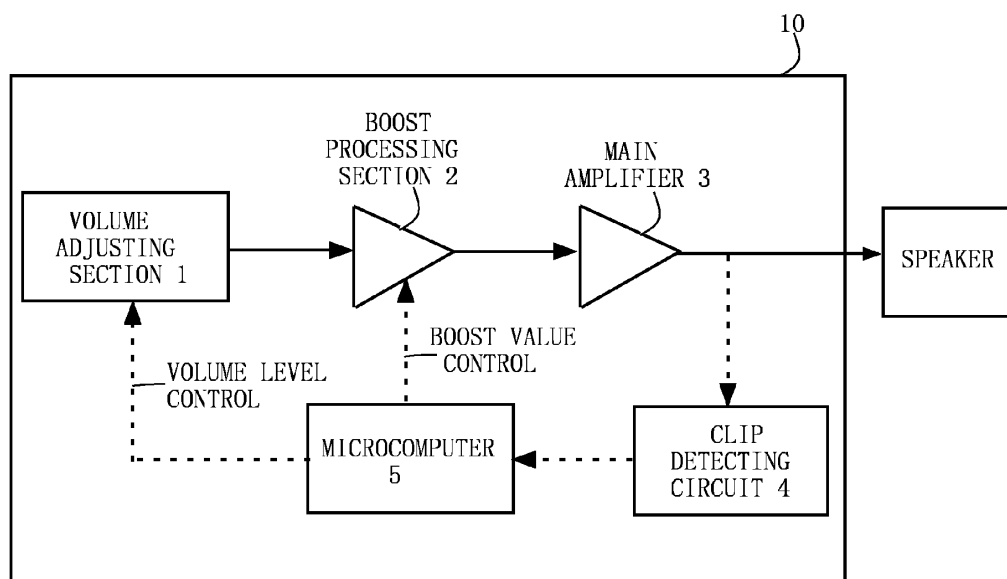 10
BOOST
PROCESSING
SECTION 2
MAIN
AMPLIFIER 3
VOLUME
ADJUSTING
SECTION 1
SPEAKER
BOOST VALUE
CONTROL
VOLUME LEVEL
CONTROL
MICROCOMPUTER
5
CLIP
DETECTING
CIRCUIT 4